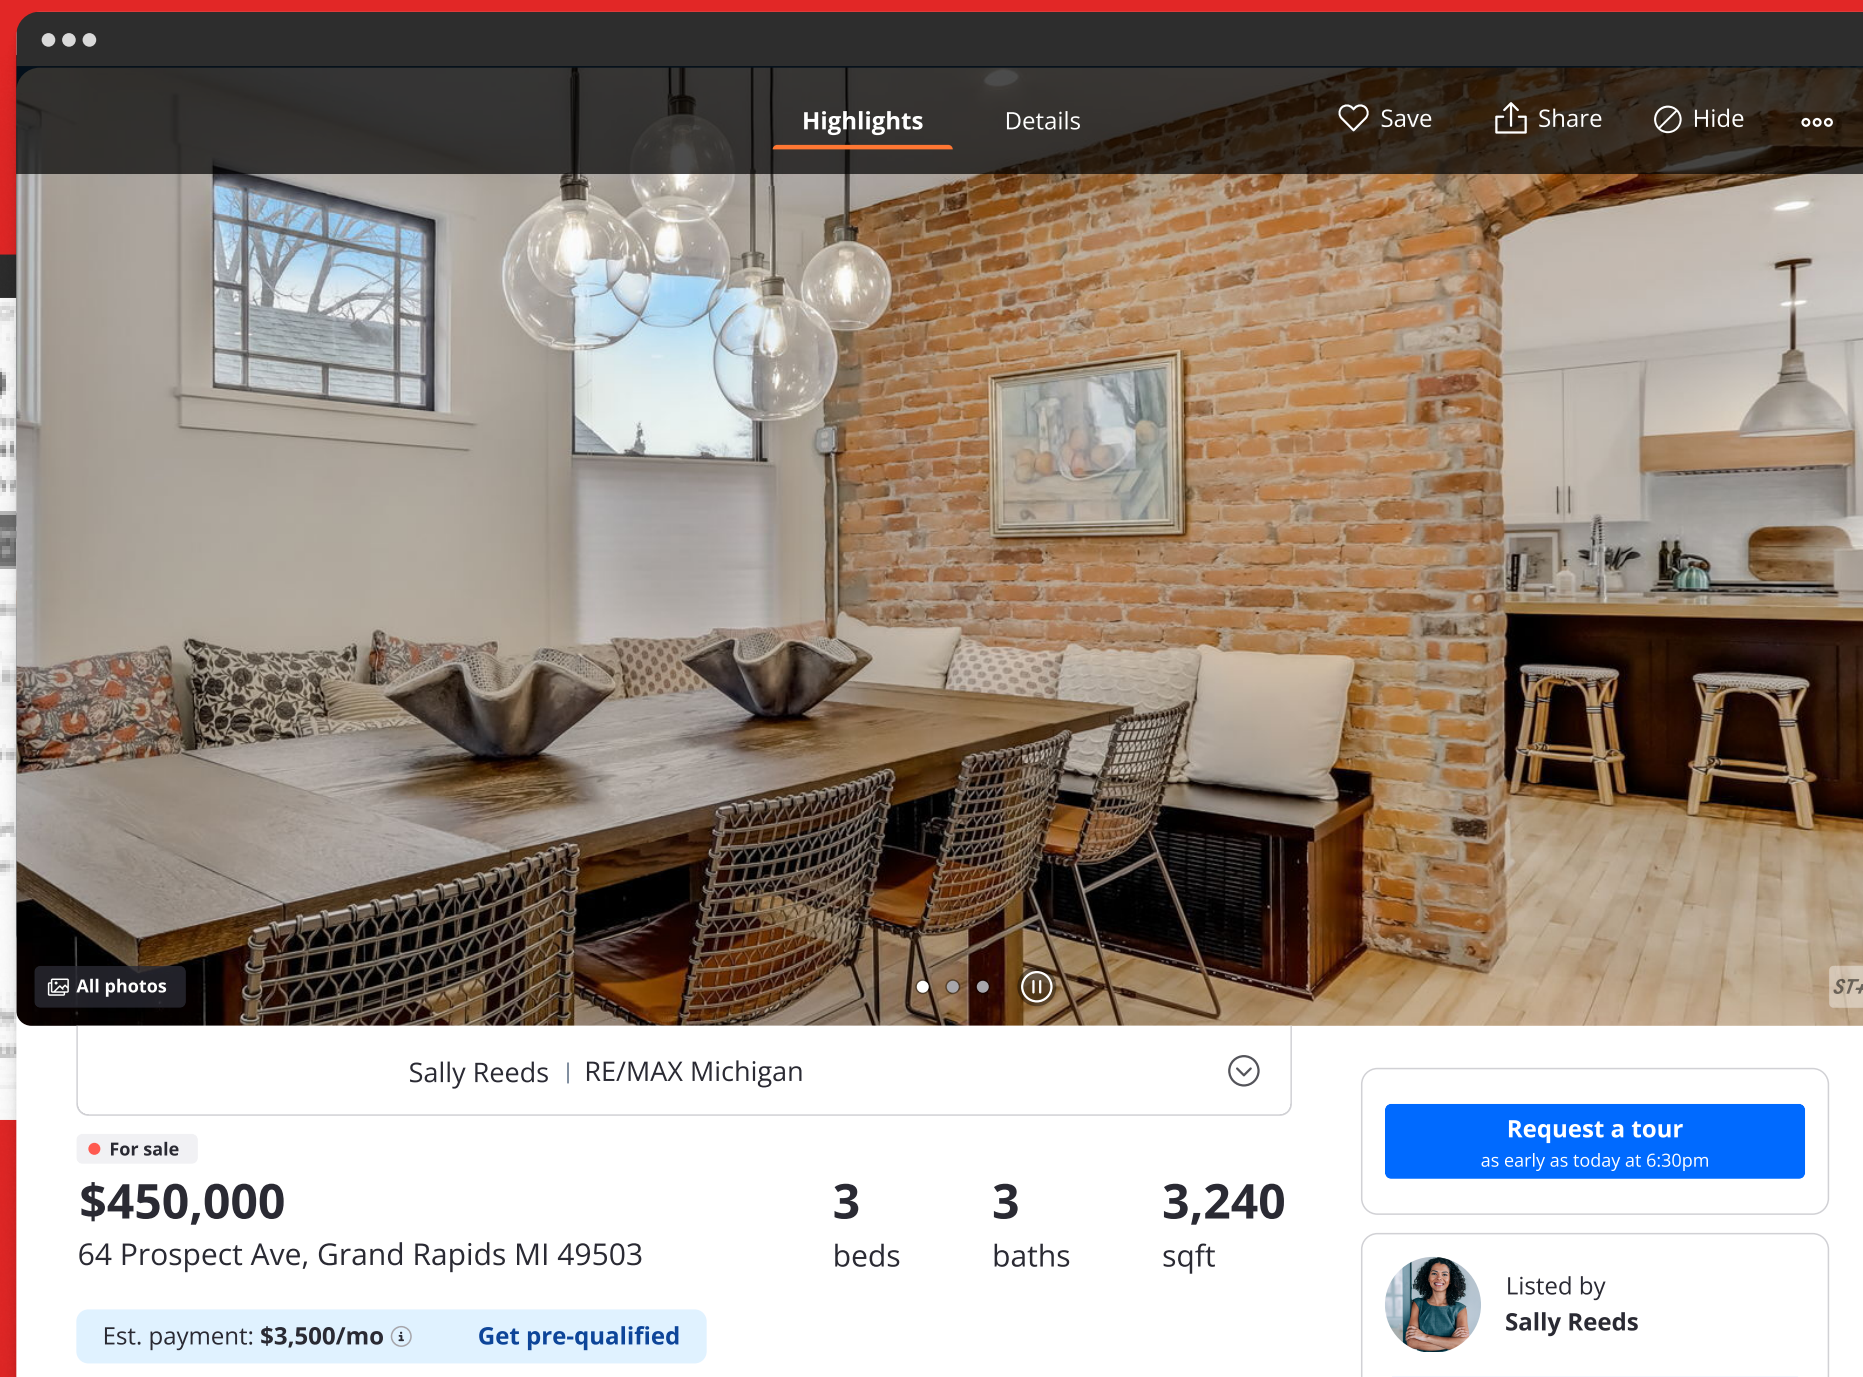 Highlights
Details
Save
Share
Hide
All photos
Sally Reeds | RE/MAX Michigan
For sale
$450,000
64 Prospect Ave, Grand Rapids MI 49503
3
beds
3
baths
3,240
sqft
Est. payment: $3,500/mo
Get pre-qualified
Request a tour
as early as today at 6:30pm
Listed by
Sally Reeds